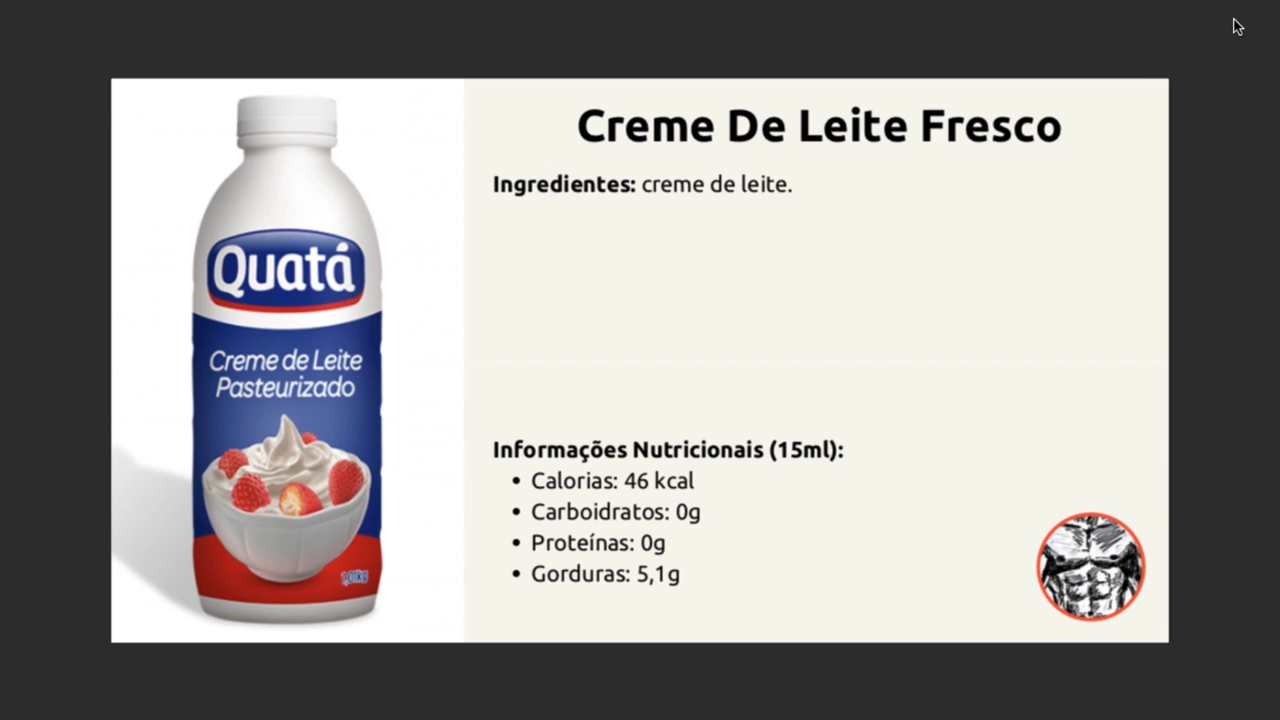 Creme De Leite Fresco
Ingredientes: creme de leite.
Quatá
Creme de Leite
Pasteurizado
Informações Nutricionais (15ml):
• Calorias: 46 kcal
• Carboidratos: 0g
• Proteínas: 0g
• Gorduras: 5,1g